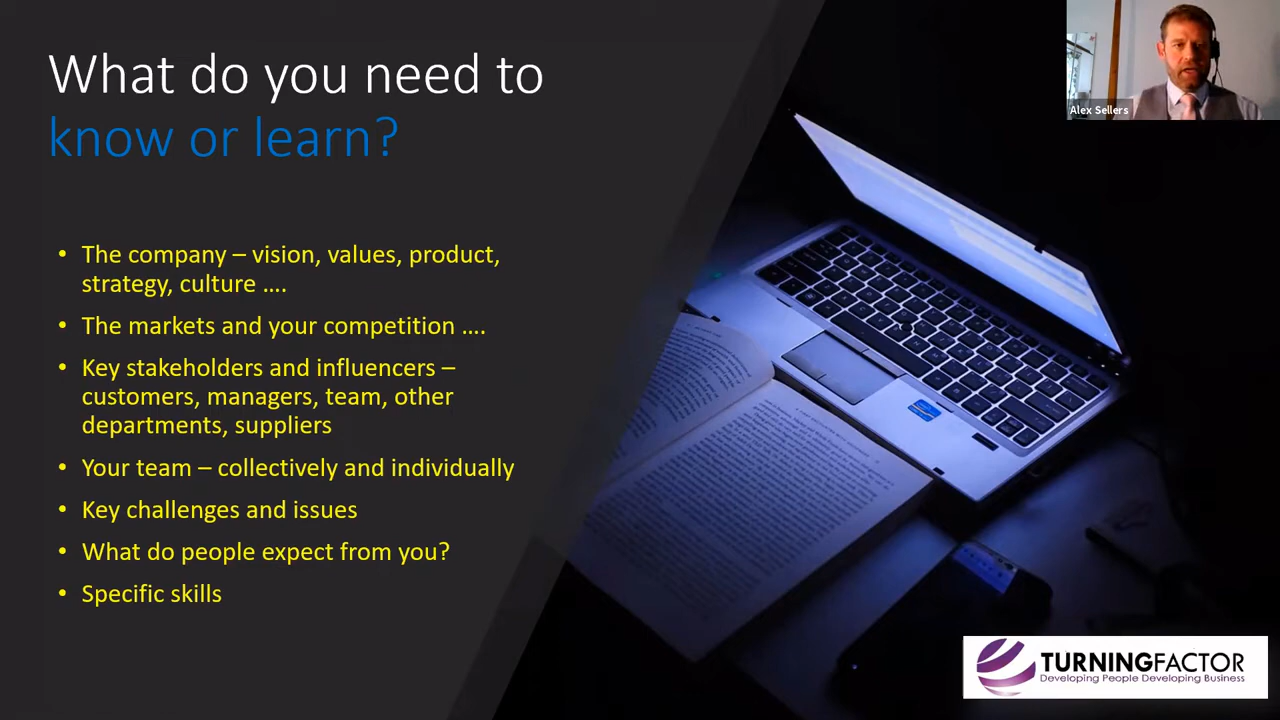 What do you need to
know or learn?
• The company – vision, values, product,
strategy, culture ….
• The markets and your competition ….
• Key stakeholders and influencers –
customers, managers, team, other
departments, suppliers
• Your team – collectively and individually
• Key challenges and issues
• What do people expect from you?
• Specific skills
Alex Sellers
TURNINGFACTOR
Developing People Developing Business